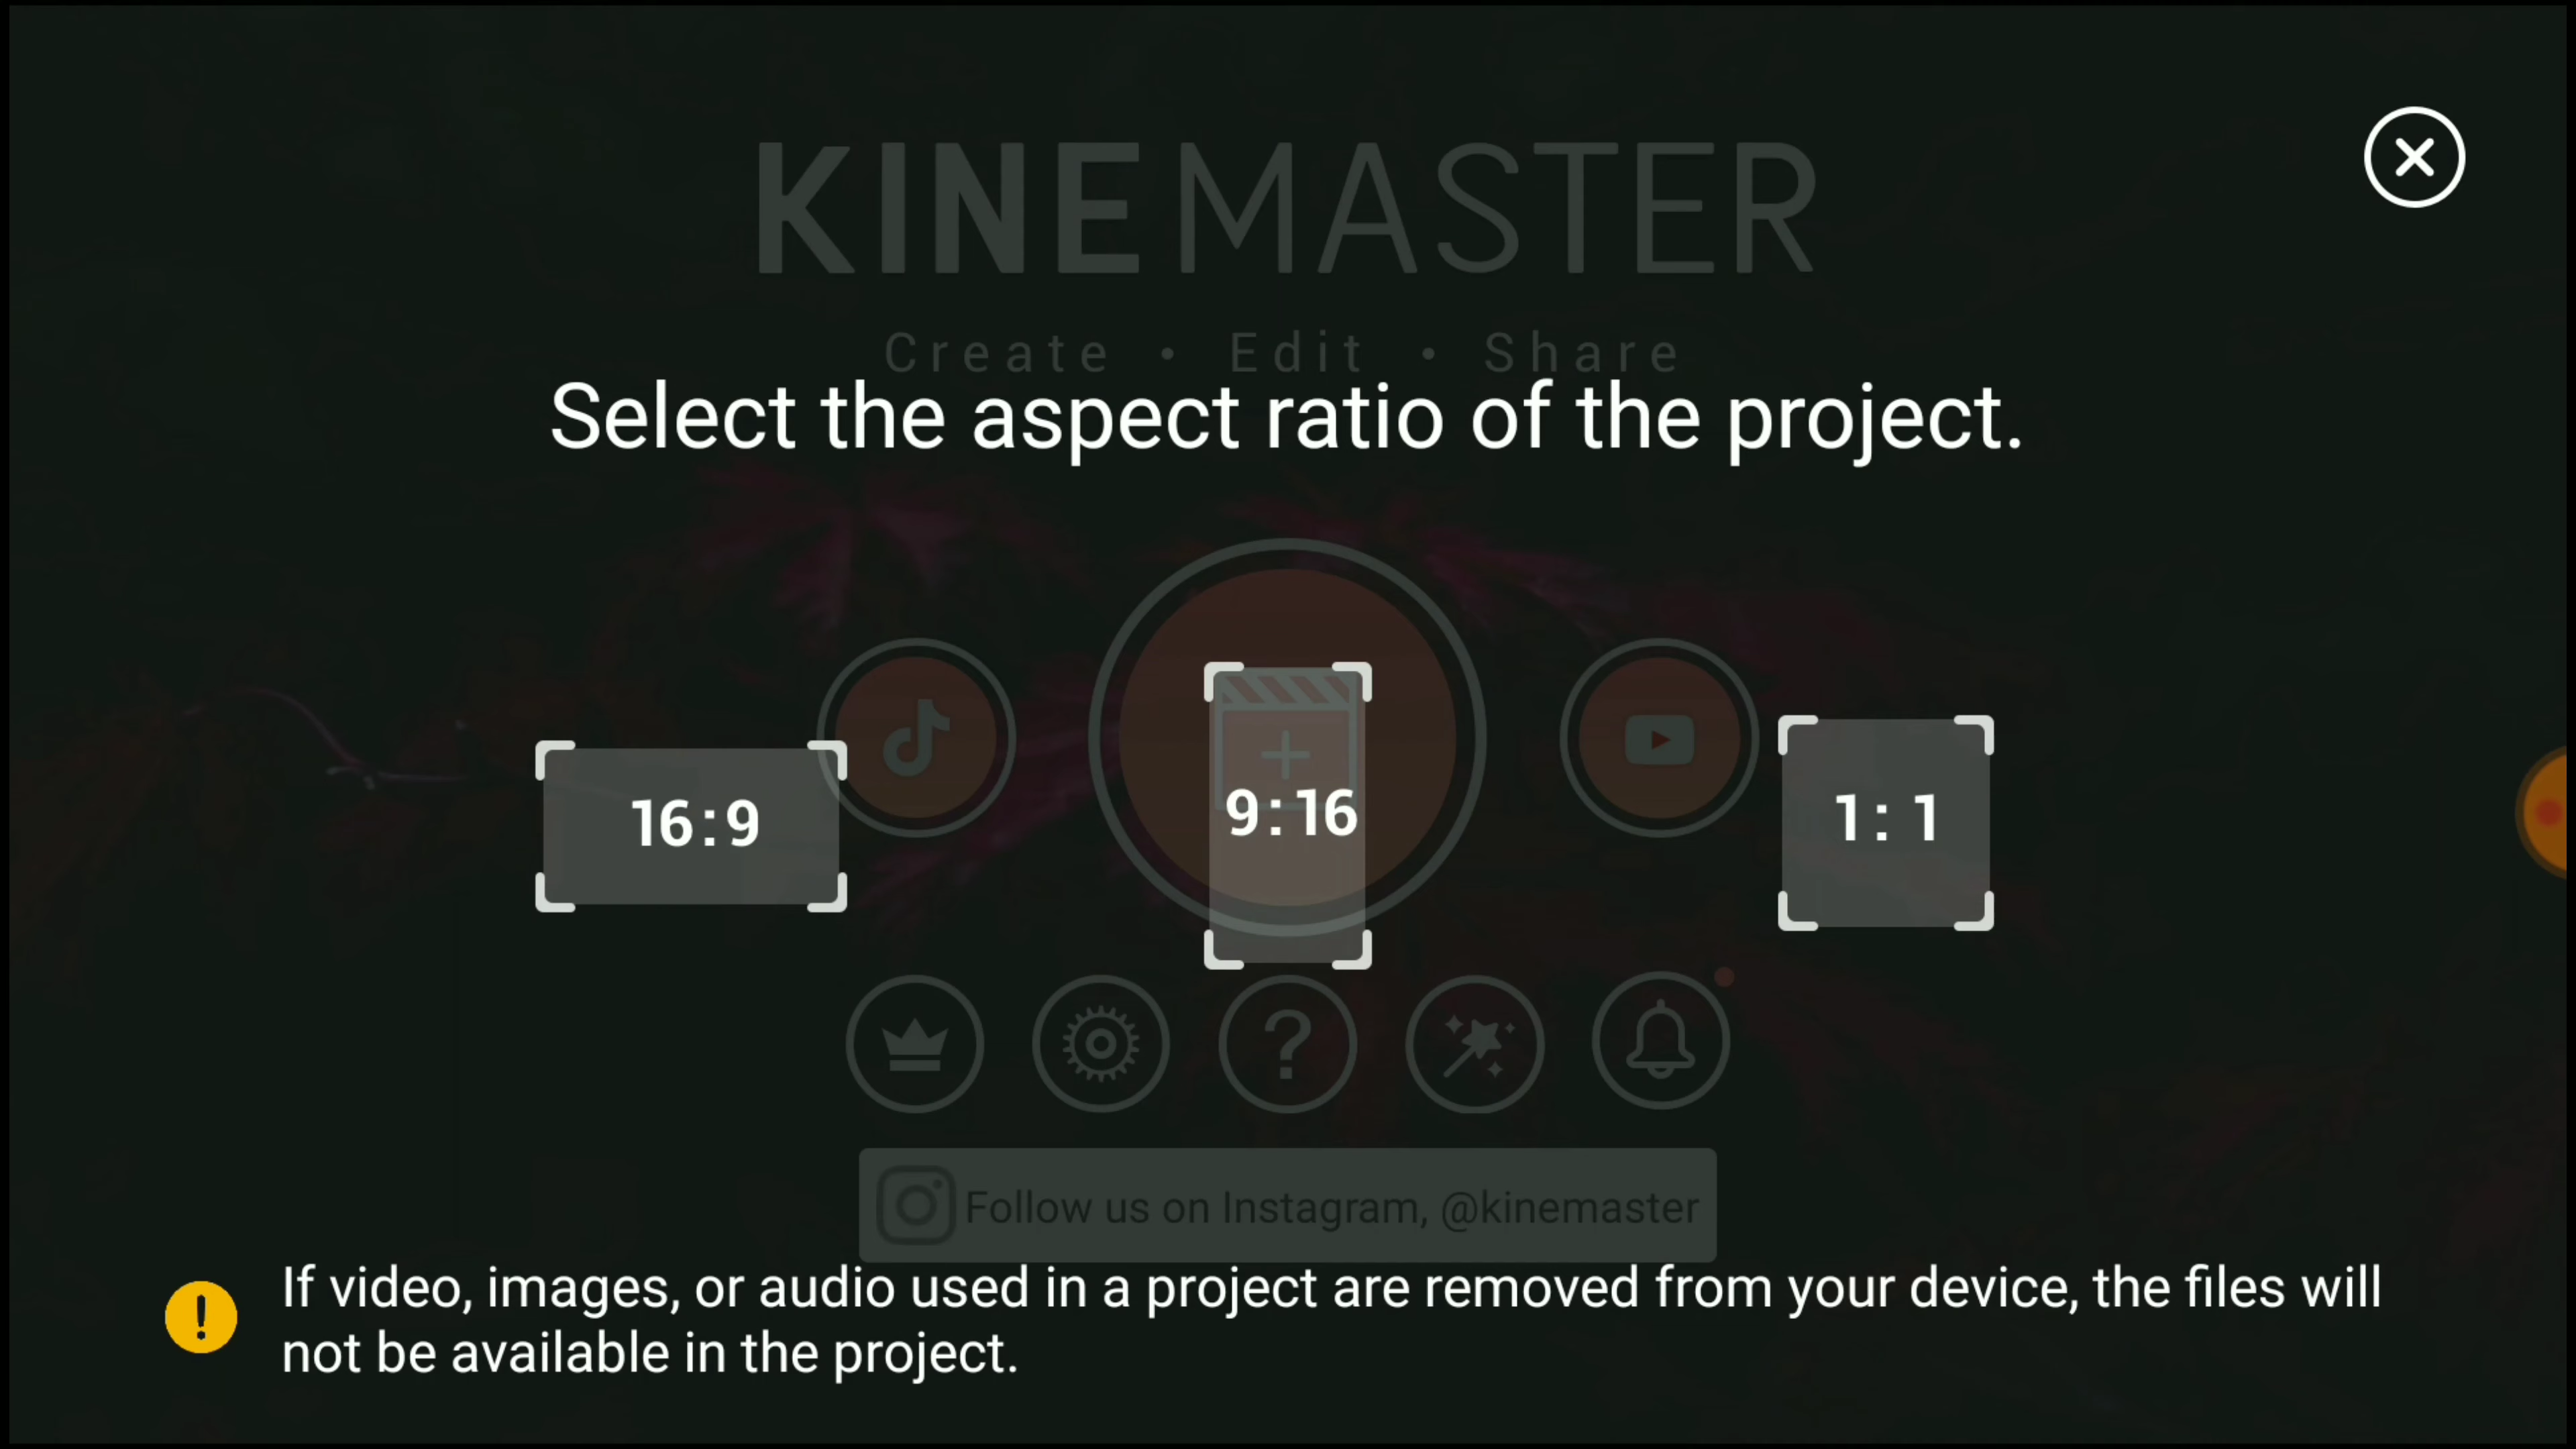 KINEMASTER
Create • Edit • Share
Select the aspect ratio of the project.
16:9
9:16
1: 1
Follow us on Instagram, @kinemaster
If video, images, or audio used in a project are removed from your device, the files will
not be available in the project.